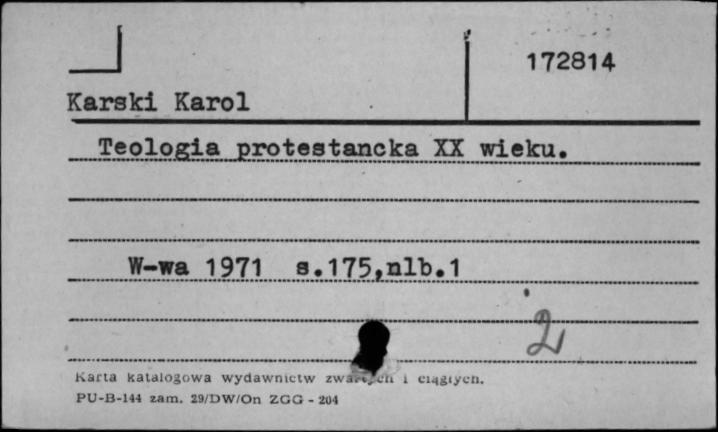 172814
Karski Karol
Teologia protestancka XX wieku.
W-wa 1971 s.175,nlb.1
2
Karta katalogowa wydawnictw zwartych i ciągłych.
PU-B-144 zam. 29/DW/On ZGG - 204